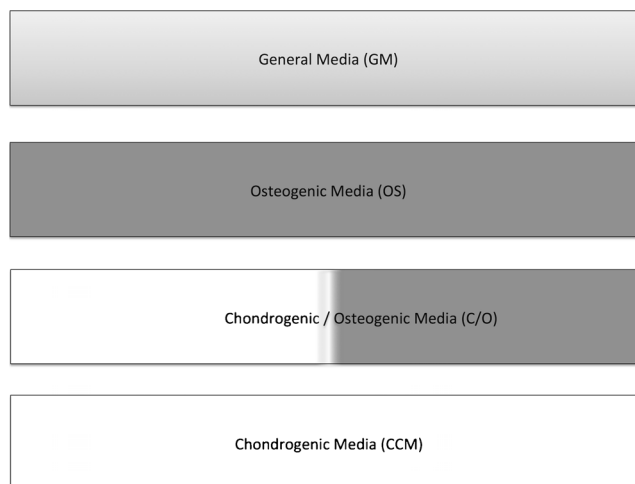 General Media (GM)
Osteogenic Media (OS)
Chondrogenic / Osteogenic Media (C/O)
Chondrogenic Media (CCM)